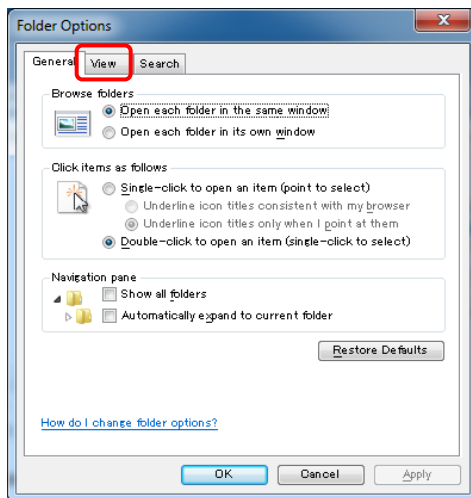 Folder Options
General View Search
Browse folders
Open each folder in the same window
Open each folder in its own window
Click items as follows
Single-click to open an item (point to select)
Underline icon titles consistent with my browser
Underline icon titles only when I point at them
Double-click to open an item (single-click to select)
Navigation pane
Show all folders
Automatically expand to current folder
Restore Defaults
How do I change folder options?
OK Cancel Apply